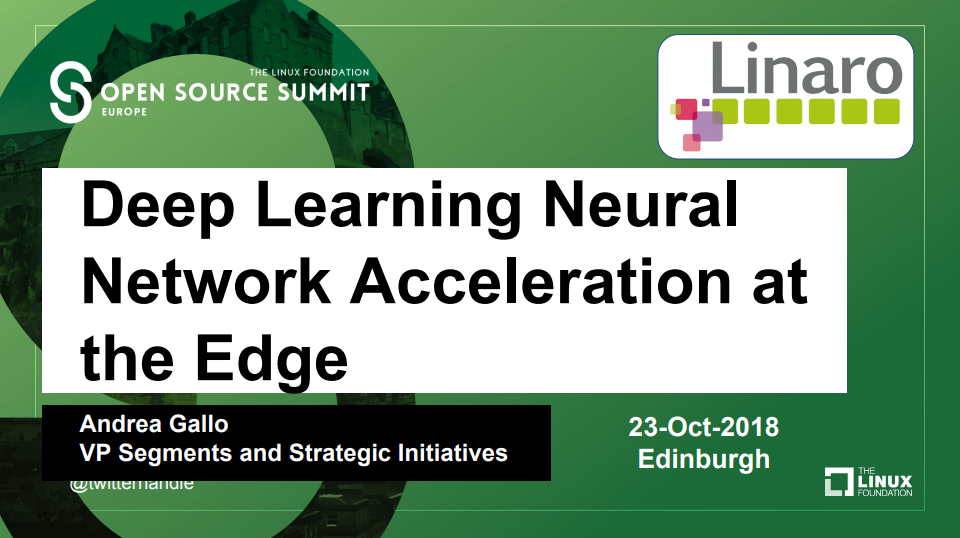 THE LINUX FOUNDATION
OPEN SOURCE SUMMIT
EUROPE
Linaro
Deep Learning Neural
Network Acceleration at
the Edge
Andrea Gallo
VP Segments and Strategic Initiatives
@twitterhandle
23-Oct-2018
Edinburgh
THE
LINUX
FOUNDATION